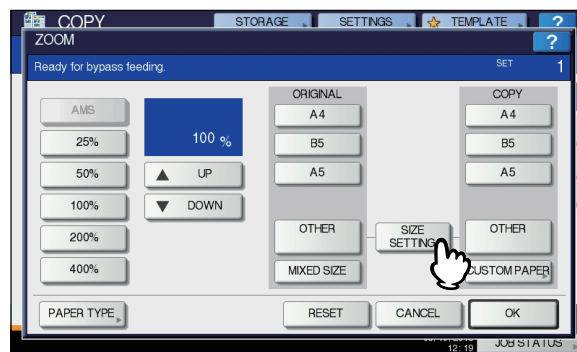 COPY STORAGE SETTINGS TEMPLATE ?
ZOOM ?
Ready for bypass feeding. SET 1
ORIGINAL COPY
AMS 100 % A4 A4
25% B5 B5
50% UP A5 A5
100% DOWN
200% OTHER SIZE SETTING OTHER
400% MIXED SIZE CUSTOM PAPER
PAPER TYPE RESET CANCEL OK
12:19 JOB STATUS